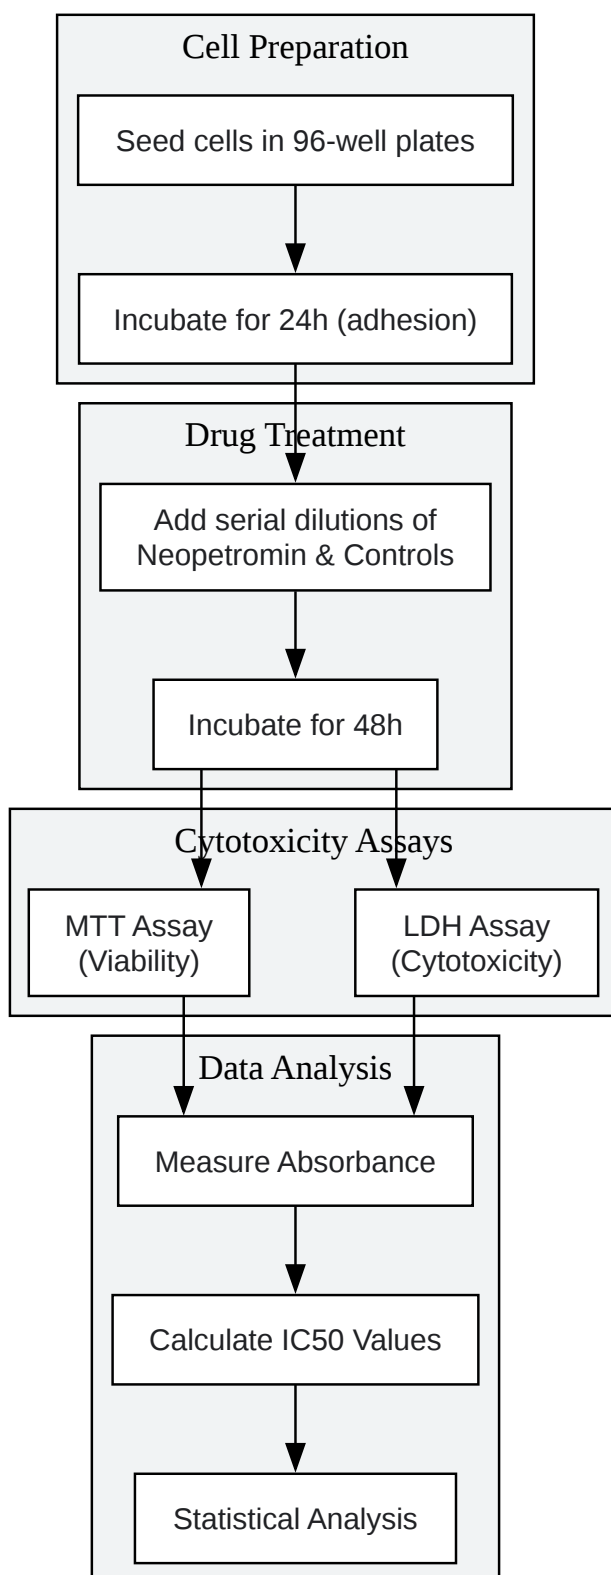 Cell Preparation
Seed cells in 96-well plates
Incubate for 24h (adhesion)
Drug Treatment
Add serial dilutions of
Neopetromin & Controls
Incubate for 48h
Cytotoxicity Assays
MTT Assay
(Viability)
LDH Assay
(Cytotoxicity)
Data Analysis
Measure Absorbance
Calculate IC50 Values
Statistical Analysis